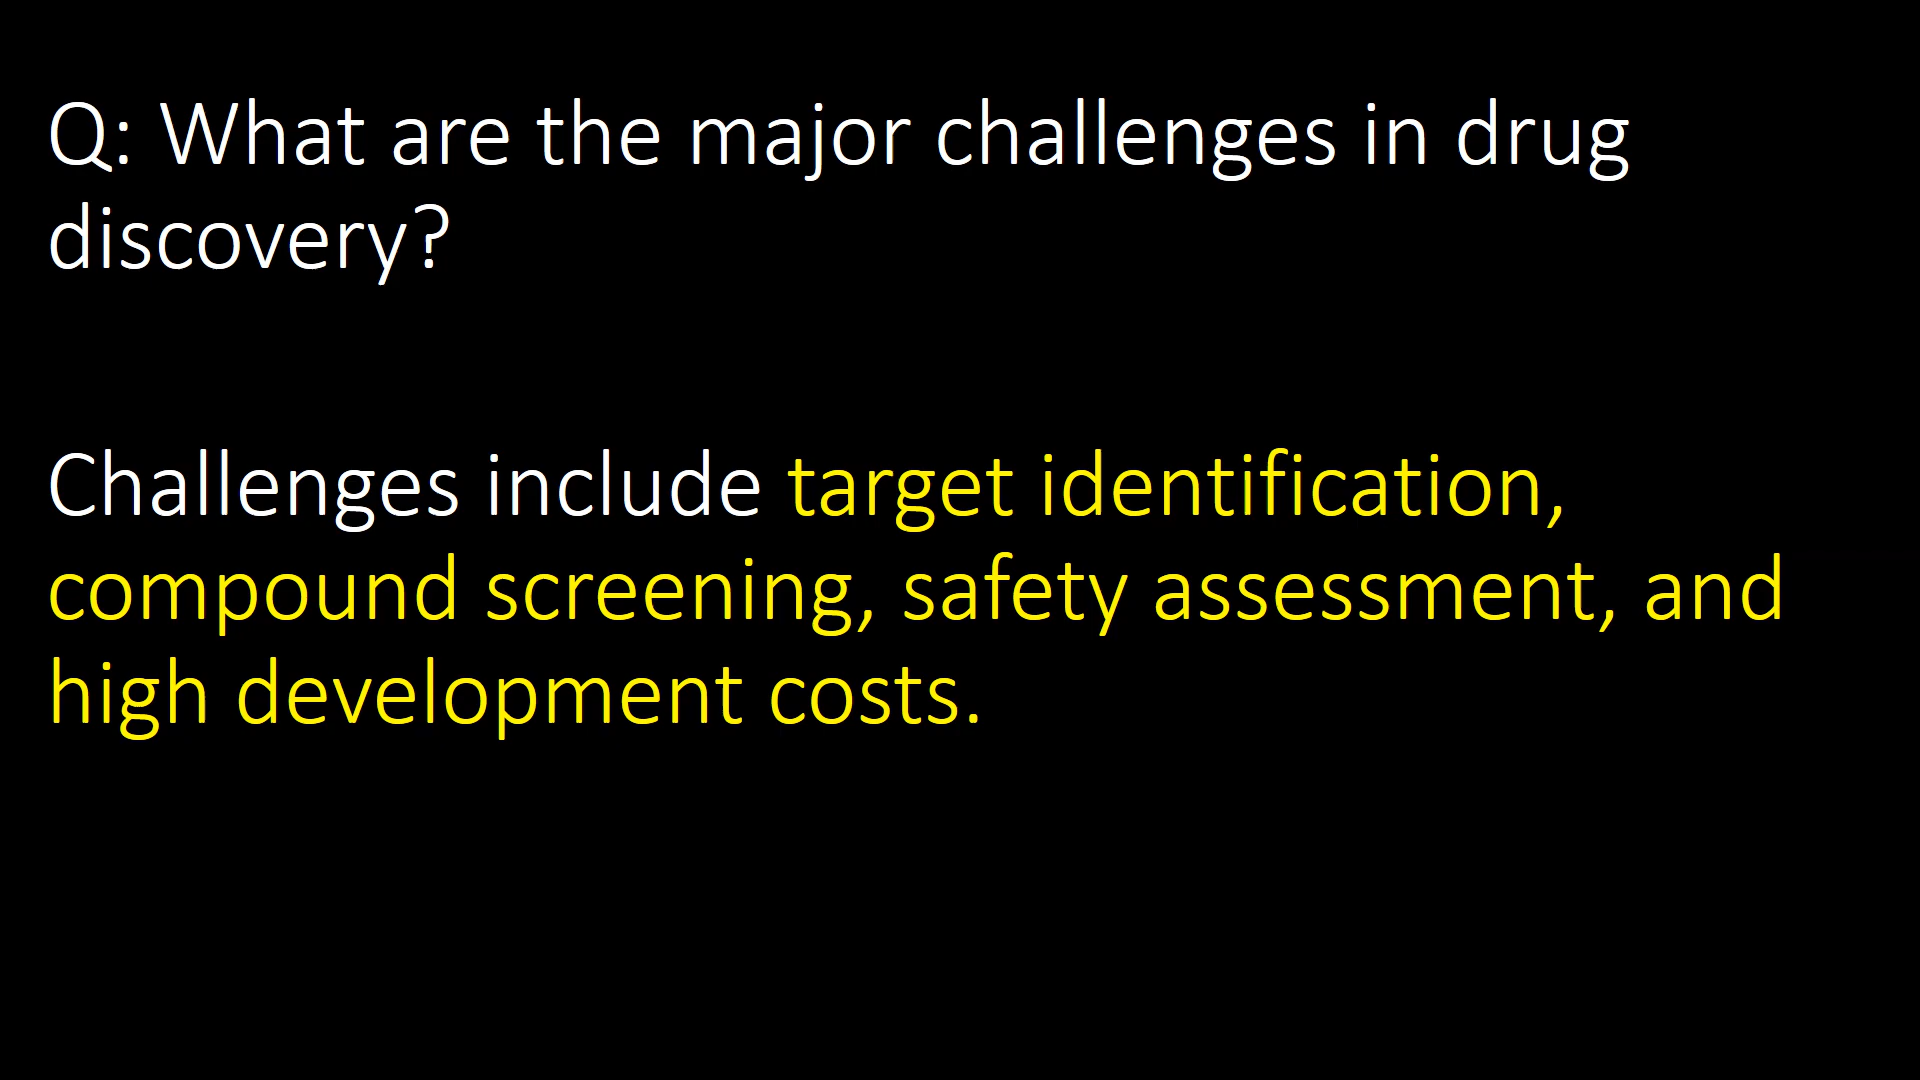 Q: What are the major challenges in drug
discovery?
Challenges include target identification,
compound screening, safety assessment, and
high development costs.